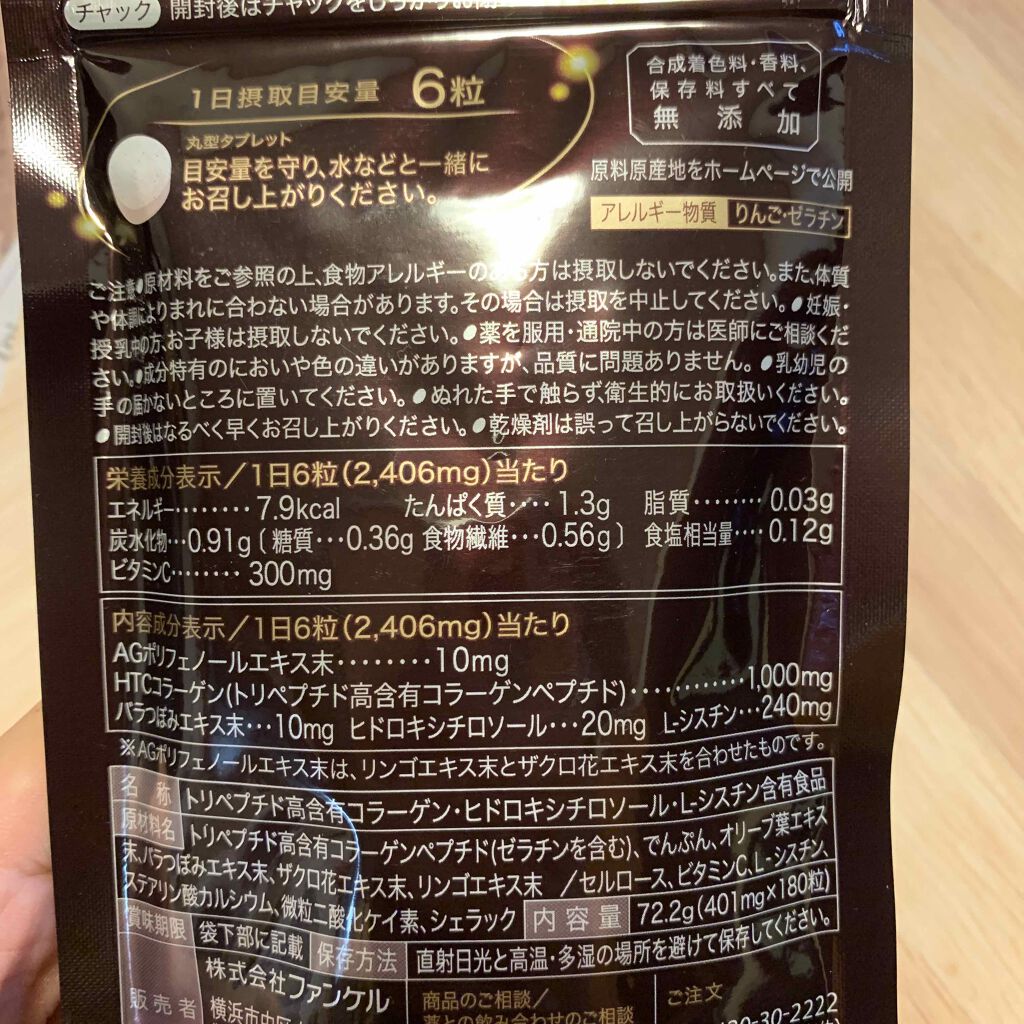 チャック 開封後はチャックをしっかり
1日摂取目安量 6粒
丸型タブレット
目安量を守り、水などと一緒に
お召し上がりください。
合成着色料・香料、
保存料すべて
無添加
原料原産地をホームページで公開
アレルギー物質 りんご・ゼラチン
ご注意●原材料をご参照の上、食物アレルギーのある方は摂取しないでください。また、体質
や体調によりまれに合わない場合があります。その場合は摂取を中止してください。●妊娠・
授乳中の方、お子様は摂取しないでください。●薬を服用・通院中の方は医師にご相談くだ
さい。●成分特有のにおいや色の違いがありますが、品質に問題ありません。●乳幼児の
手の届かないところに置いてください。●ぬれた手で触らず、衛生的にお取扱いください。
●開封後はなるべく早くお召し上がりください。●乾燥剤は誤って召し上がらないでください。
栄養成分表示/1日6粒(2,406mg)当たり
エネルギー………7.9kcal たんぱく質‥‥1.3g 脂質………0.03g
炭水化物…0.91g〔糖質…0.36g 食物繊維…0.56g〕 食塩相当量‥‥0.12g
ビタミンC………300mg
内容成分表示/1日6粒(2,406mg)当たり
AGポリフェノールエキス末………10mg
HTCコラーゲン(トリペプチド高含有コラーゲンペプチド)…………1,000mg
バラつぼみエキス末…10mg ヒドロキシチロソール…20mg L-シスチン…240mg
※AGポリフェノールエキス末は、リンゴエキス末とザクロ花エキス末を合わせたものです。
名称 トリペプチド高含有コラーゲン・ヒドロキシチロソール・L-シスチン含有食品
原材料名 トリペプチド高含有コラーゲンペプチド(ゼラチンを含む)、でんぷん、オリーブ葉エキス
末、バラつぼみエキス末、ザクロ花エキス末、リンゴエキス末 /セルロース、ビタミンC、L-シスチン、
ステアリン酸カルシウム、微粒二酸化ケイ素、シェラック 内容量 72.2g(401mg×180粒)
賞味期限 袋下部に記載 保存方法 直射日光と高温・多湿の場所を避けて保存してください。
販売者 株式会社ファンケル
横浜市中区
商品のご相談/
薬との飲み合わせのご相談
ご注文
-30-2222